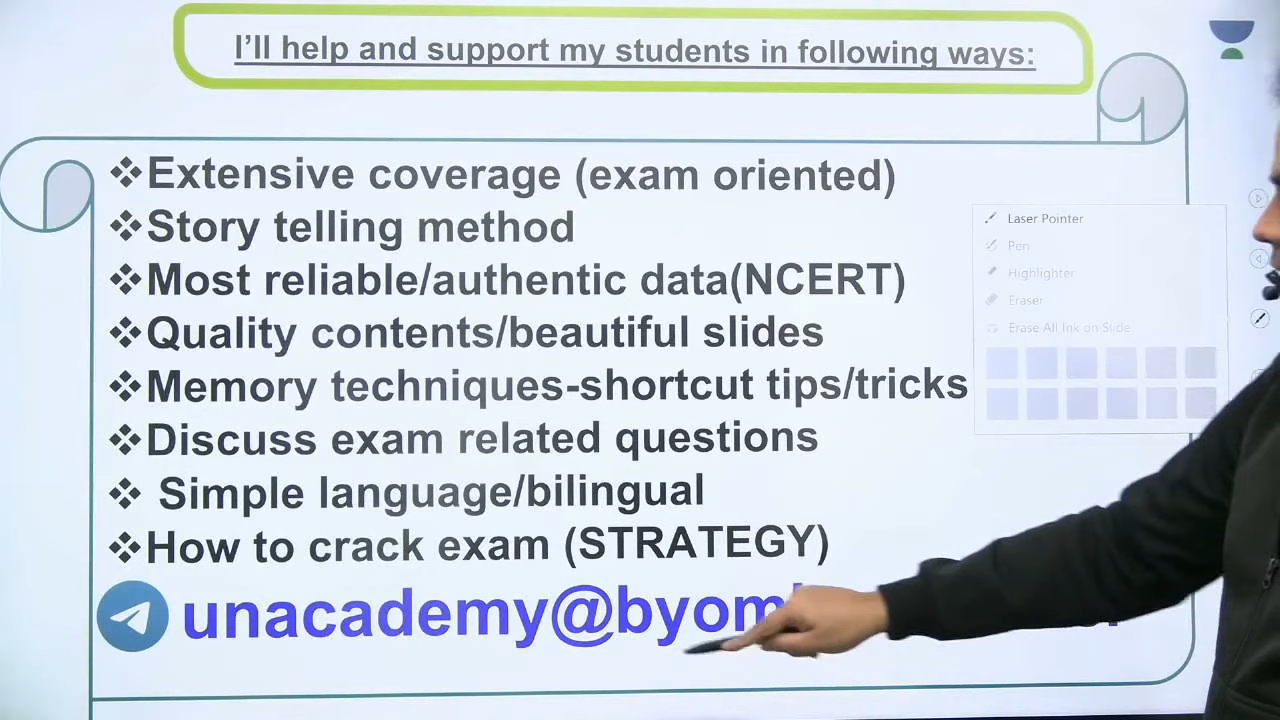 I'll help and support my students in following ways:
❖Extensive coverage (exam oriented)
❖Story telling method
❖Most reliable/authentic data(NCERT)
❖Quality contents/beautiful slides
❖Memory techniques-shortcut tips/tricks
❖Discuss exam related questions
❖ Simple language/bilingual
❖How to crack exam (STRATEGY)
Laser Pointer
Pen
Highlighter
Eraser
Erase All Ink on Slide